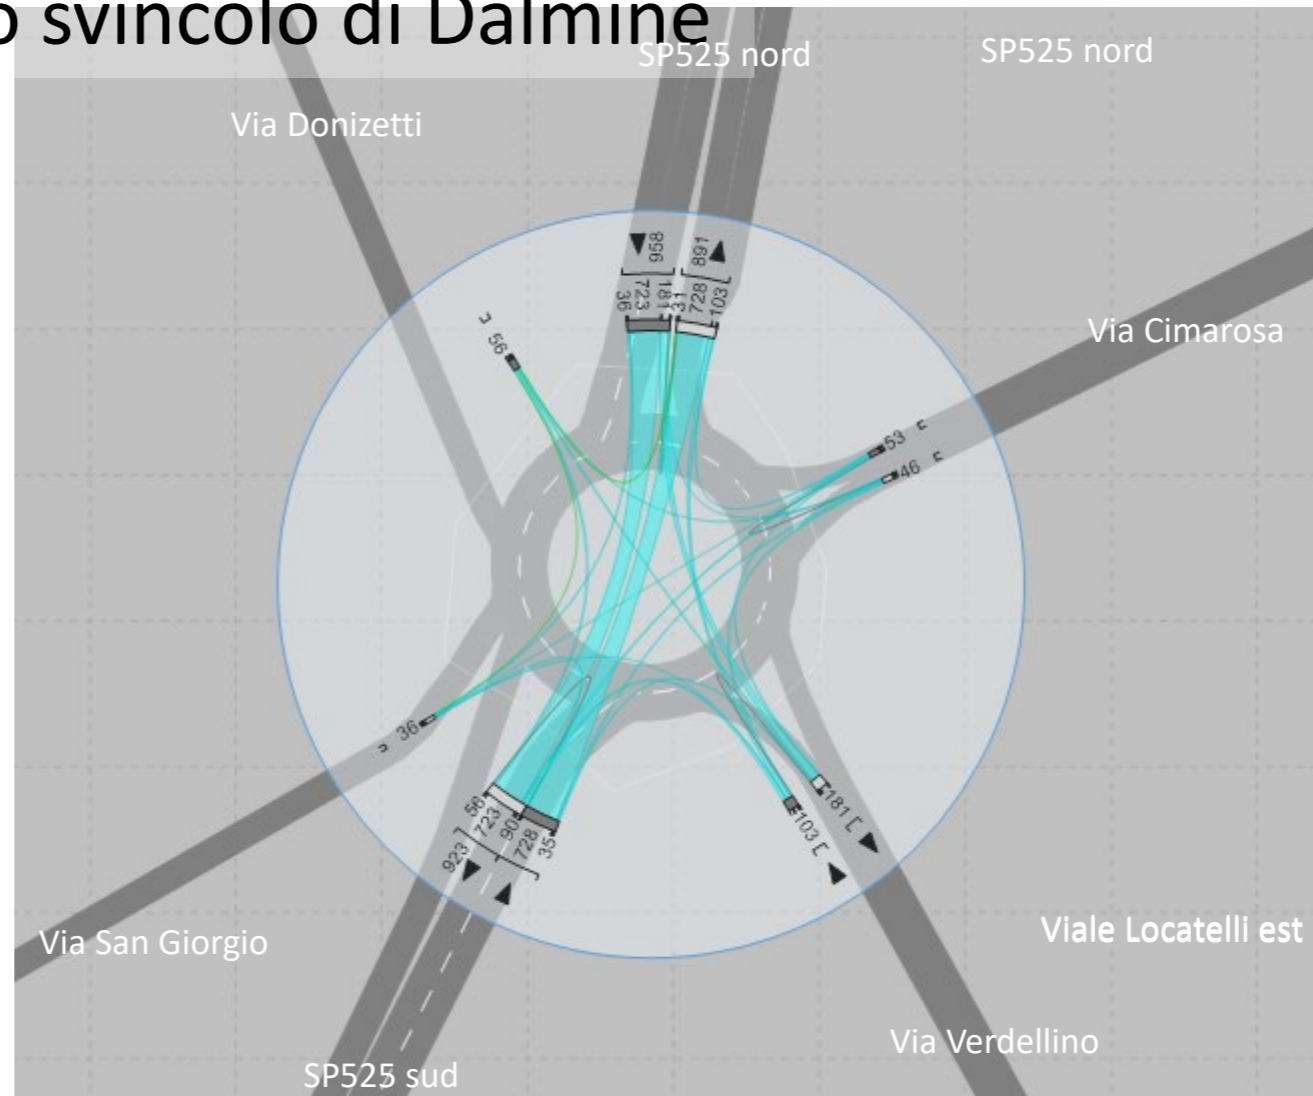 o svincolo di Dalmine
SP525 nord
SP525 nord
Via Donizetti
958
891
36
723
181
31
728
103
Via Cimarosa
56
53
46
36
56
723
90
728
35
923
181
103
Via San Giorgio
Viale Locatelli est
Via Verdellino
SP525 sud